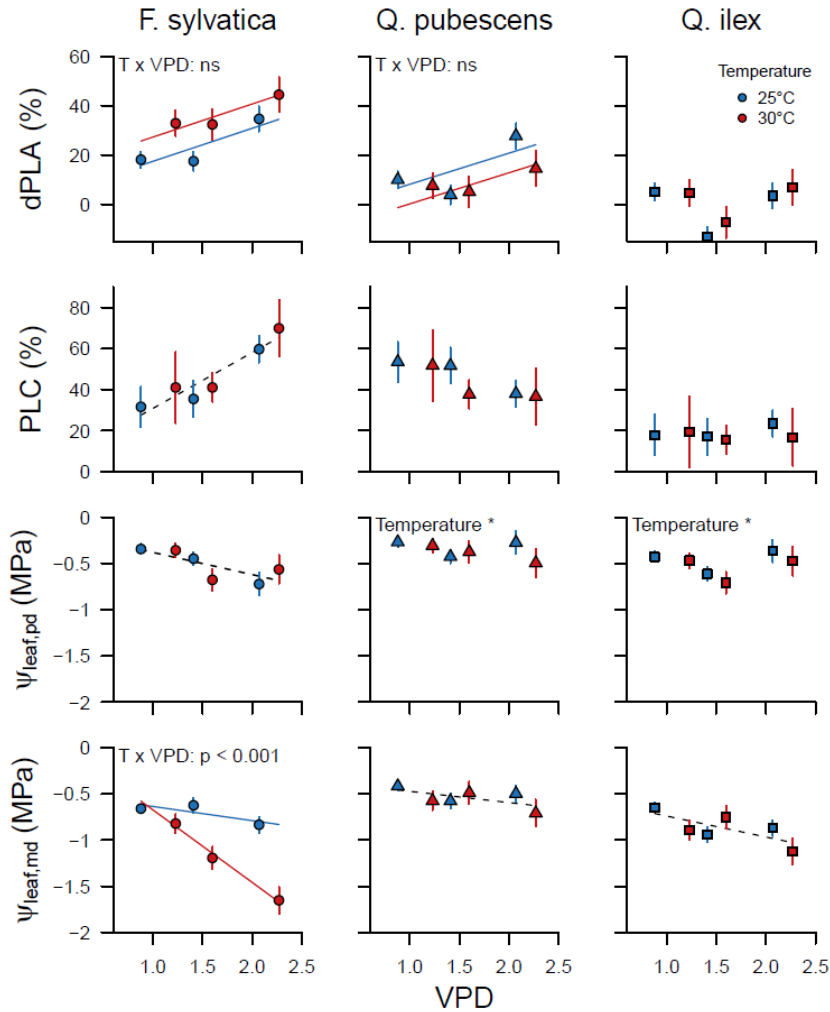 F. sylvatica
Q. pubescens
Q. ilex
dPLA (%)
60
40
20
0
T x VPD: ns
T x VPD: ns
Temperature
25°C
30°C
PLC (%)
80
60
40
20
0
Ψleaf,pd (MPa)
0
−0.5
−1
−1.5
−2
Temperature *
Temperature *
Ψleaf,md (MPa)
0
−0.5
−1
−1.5
−2
T x VPD: p < 0.001
1.0 1.5 2.0 2.5
1.0 1.5 2.0 2.5
1.0 1.5 2.0 2.5
VPD